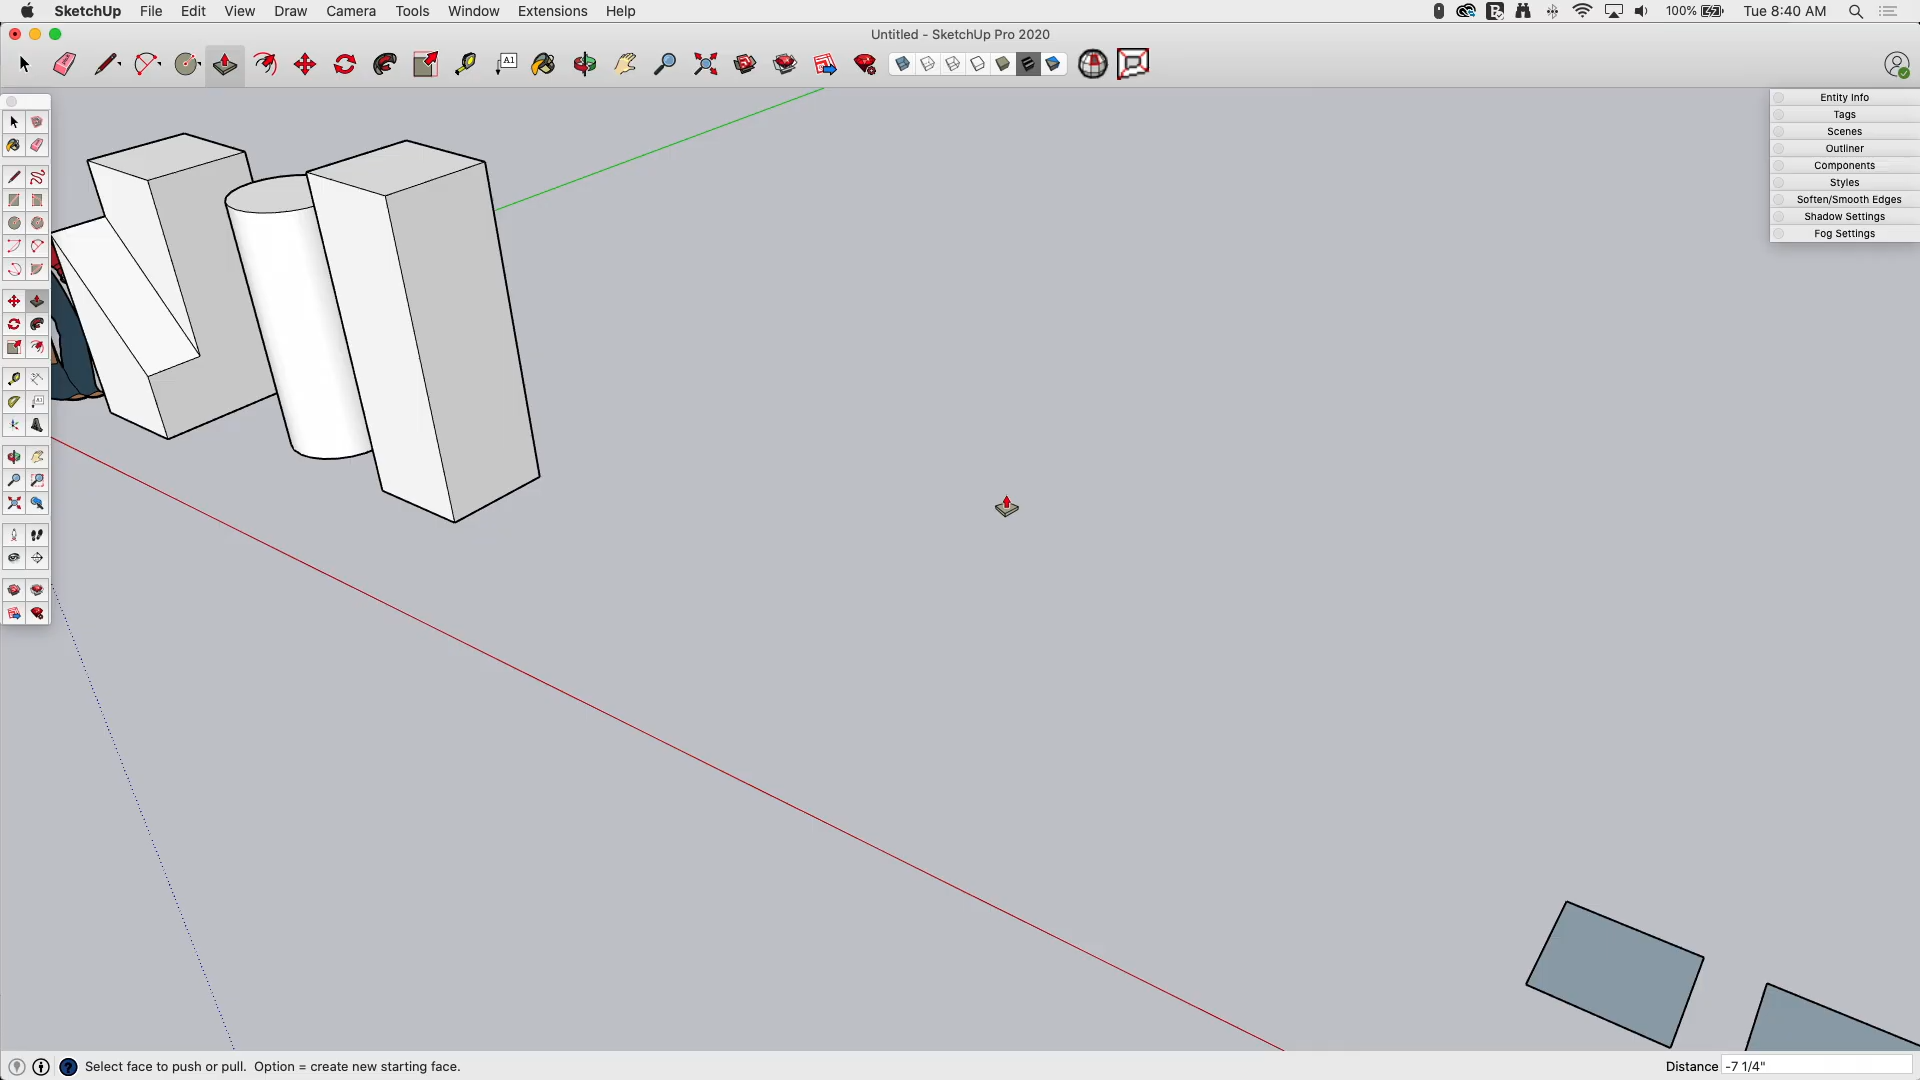 SketchUp File Edit View Draw Camera Tools Window Extensions Help 100% Tue 8:40 AM
Untitled - SketchUp Pro 2020
A1
Entity Info
Tags
Scenes
Outliner
Components
Styles
Soften/Smooth Edges
Shadow Settings
Fog Settings
A1
Select face to push or pull. Option = create new starting face. Distance -7 1/4"